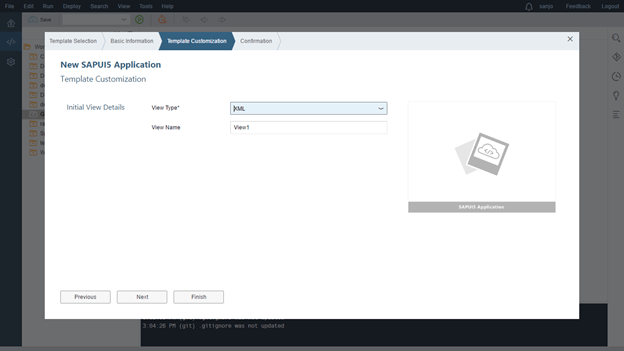 File Edit Run Deploy Search View Tools Help
sanjo Feedback Logout
Save
Template Selection Basic Information Template Customization Confirmation
New SAPUI5 Application
Template Customization
Initial View Details
View Type* XML
View Name View1
SAPUI5 Application
Previous Next Finish
3:04:26 PM (git) .gitignore was not updated